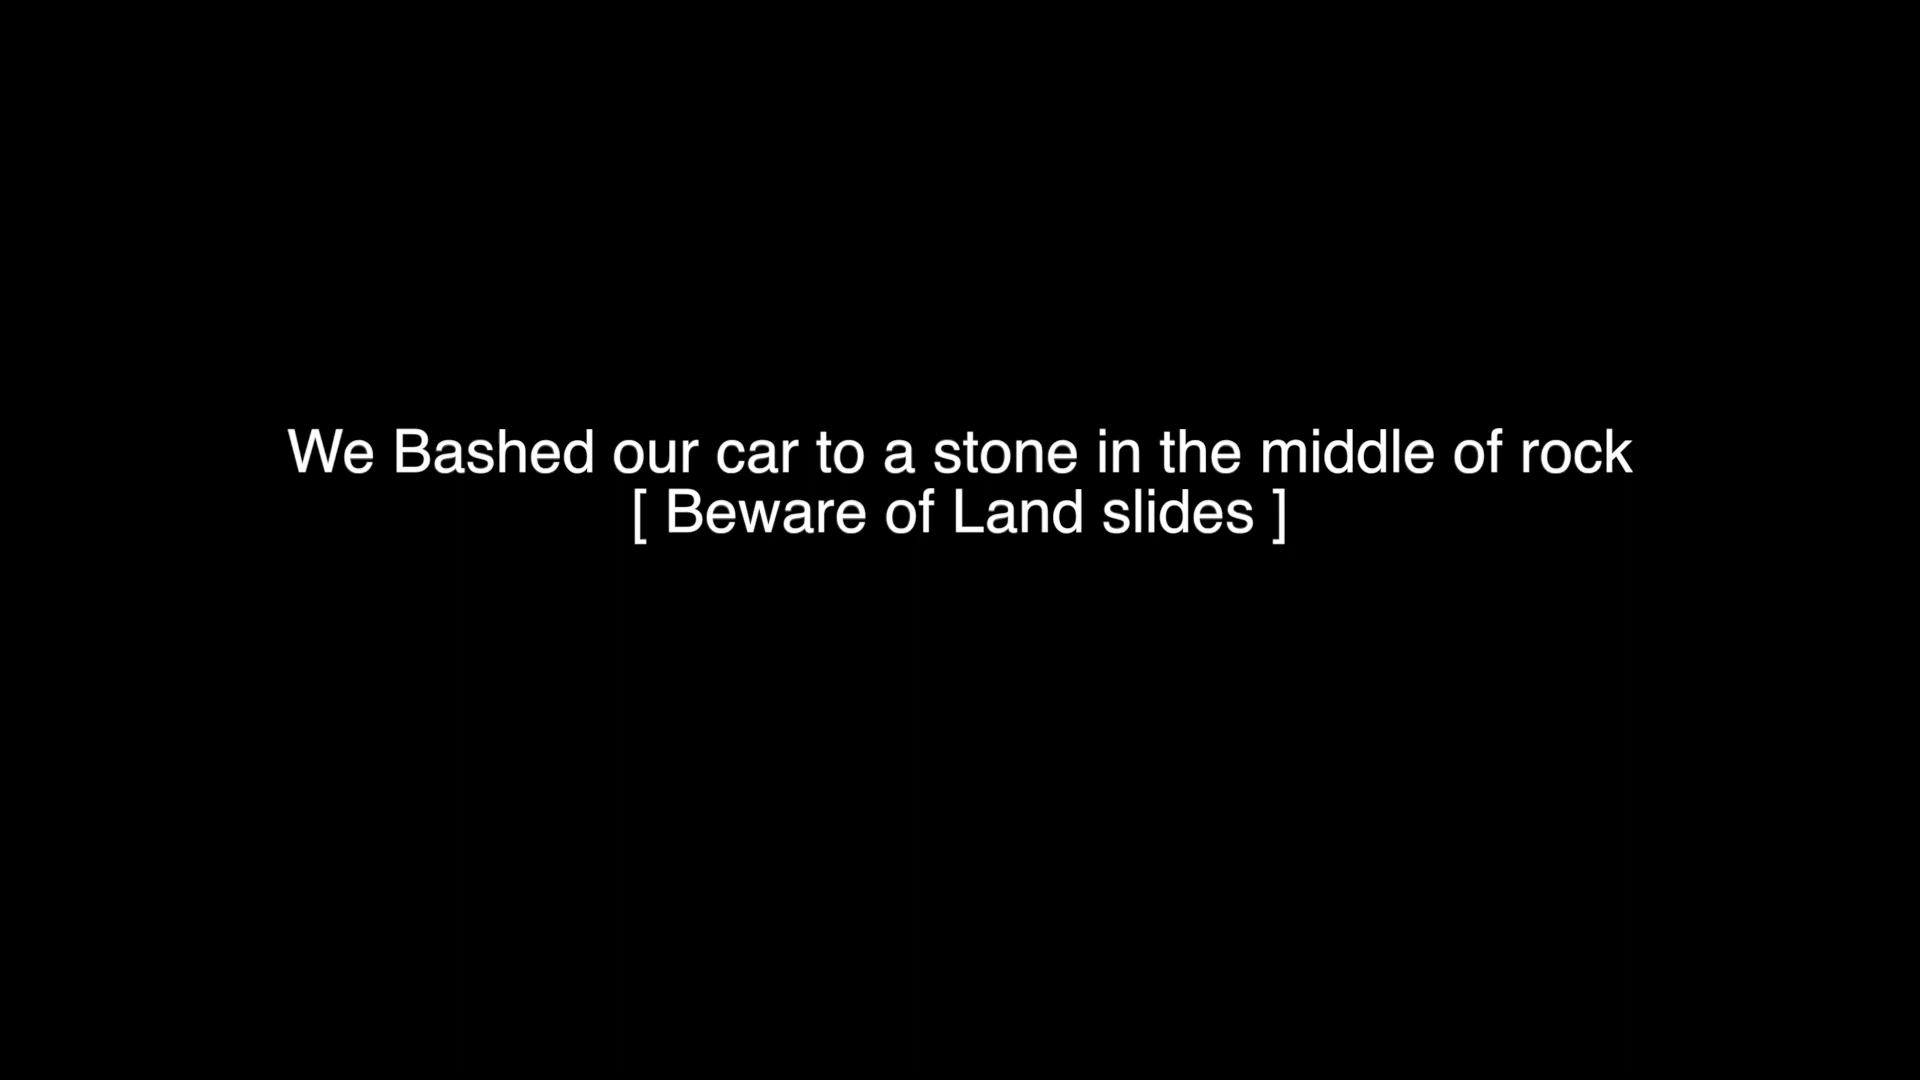 We Bashed our car to a stone in the middle of rock
[ Beware of Land slides ]